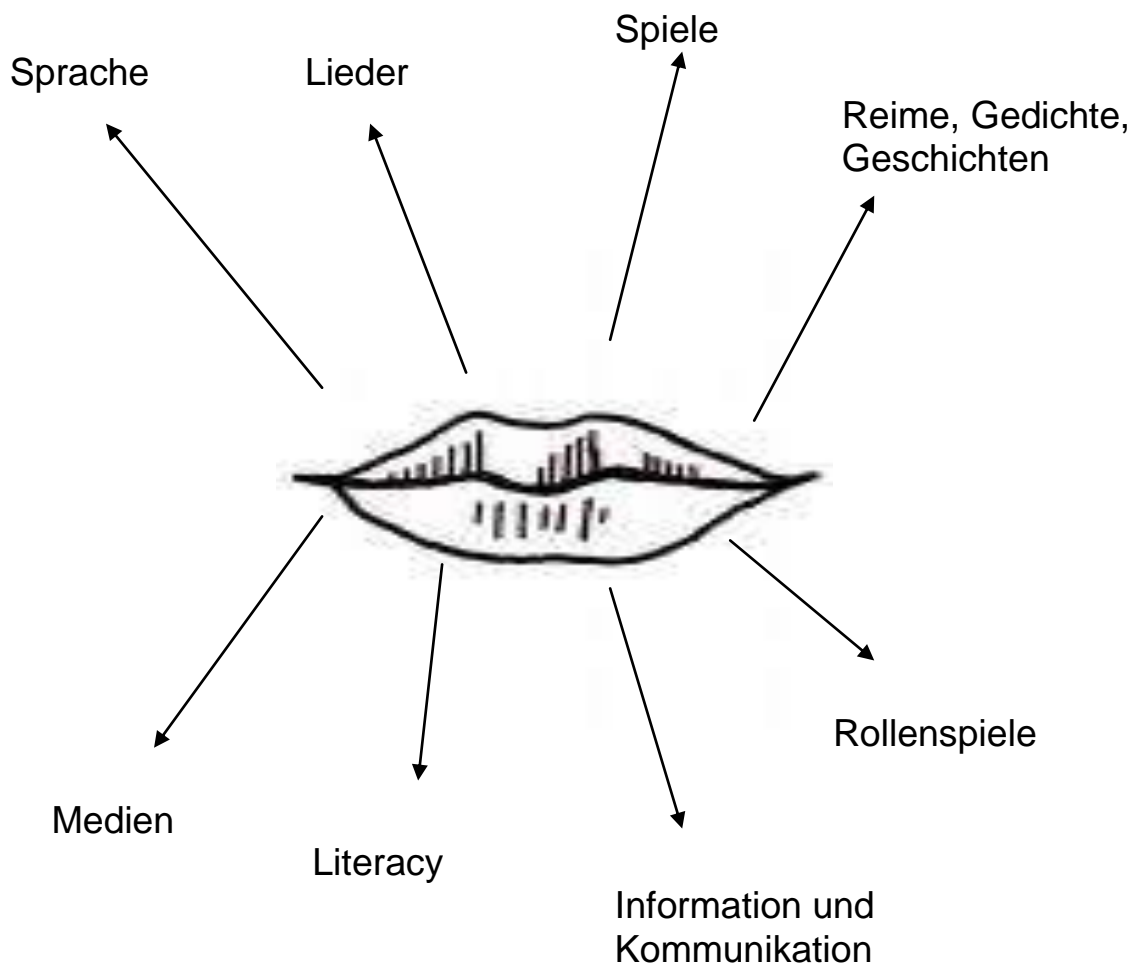 Spiele
Sprache
Lieder
Reime, Gedichte,
Geschichten
Rollenspiele
Medien
Literacy
Information und
Kommunikation